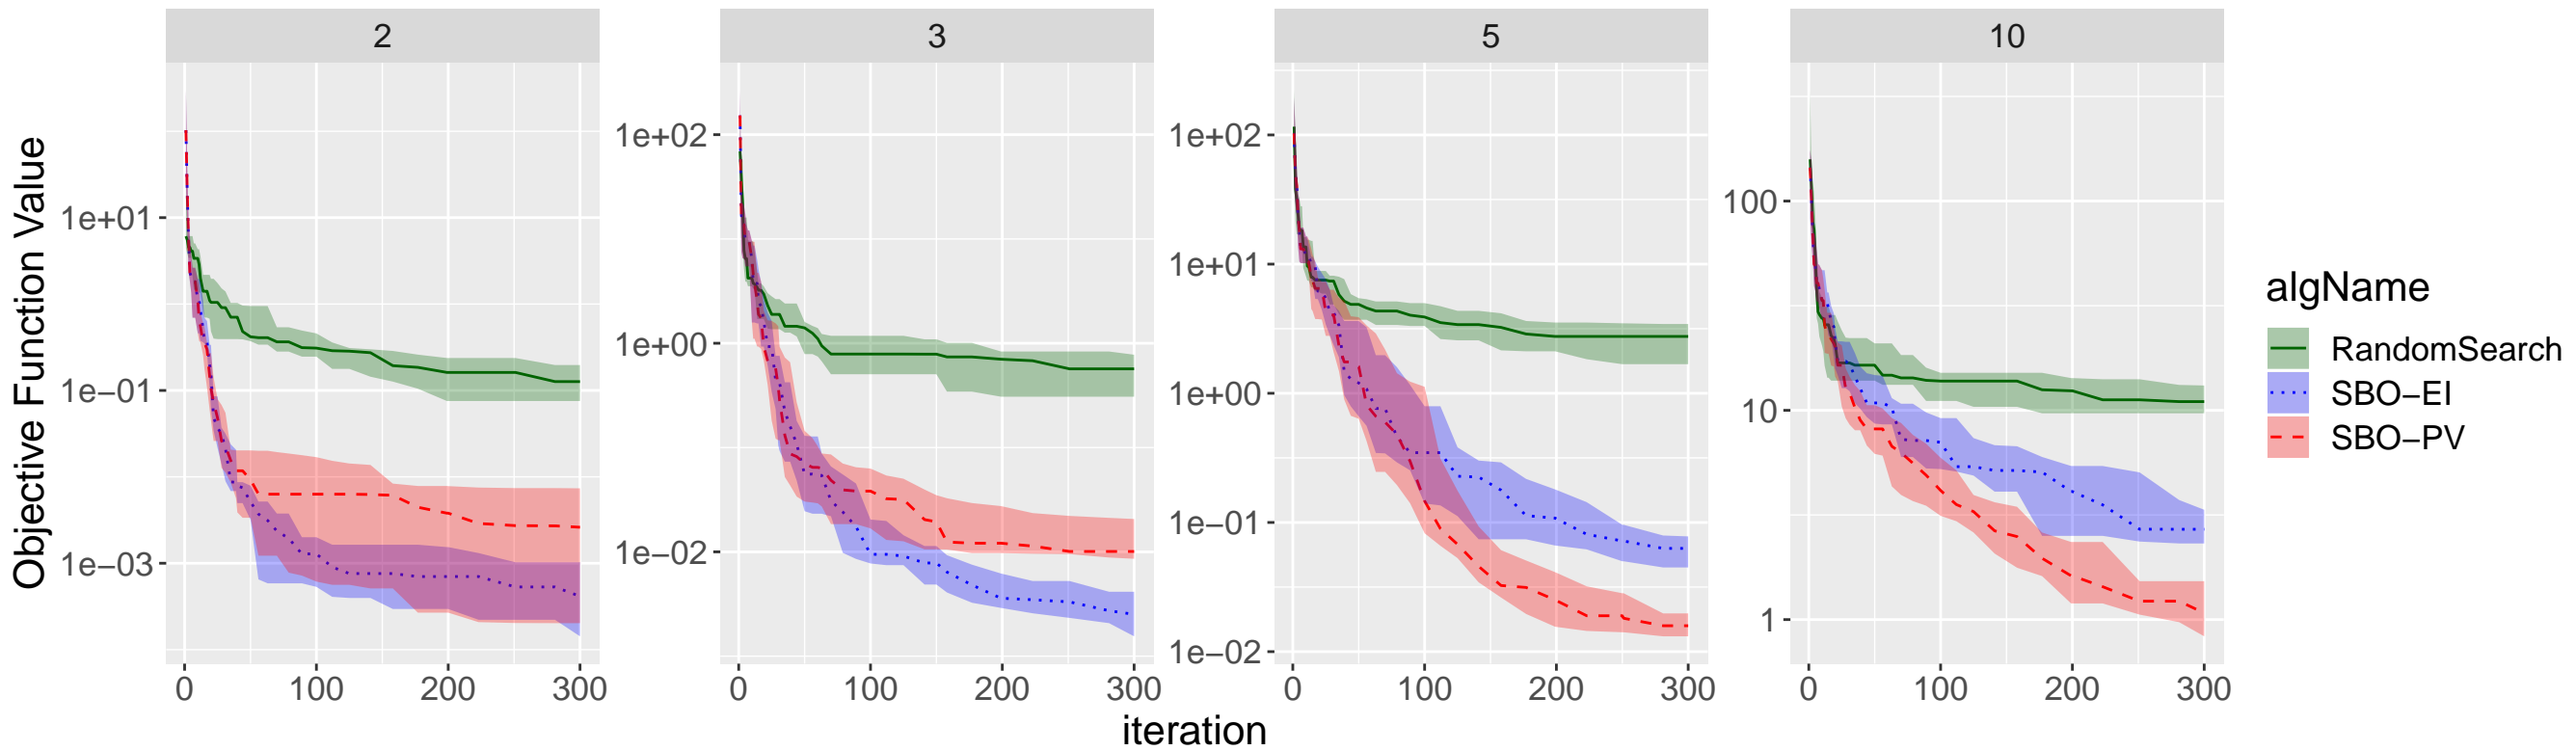 2
3
5
10
Objective Function Value
1e+01
1e−01
1e−03
1e+02
1e+00
1e−02
1e+02
1e+01
1e+00
1e−01
1e−02
100
10
1
0 100 200 300
0 100 200 300
0 100 200 300
0 100 200 300
iteration
algName
RandomSearch
SBO−EI
SBO−PV